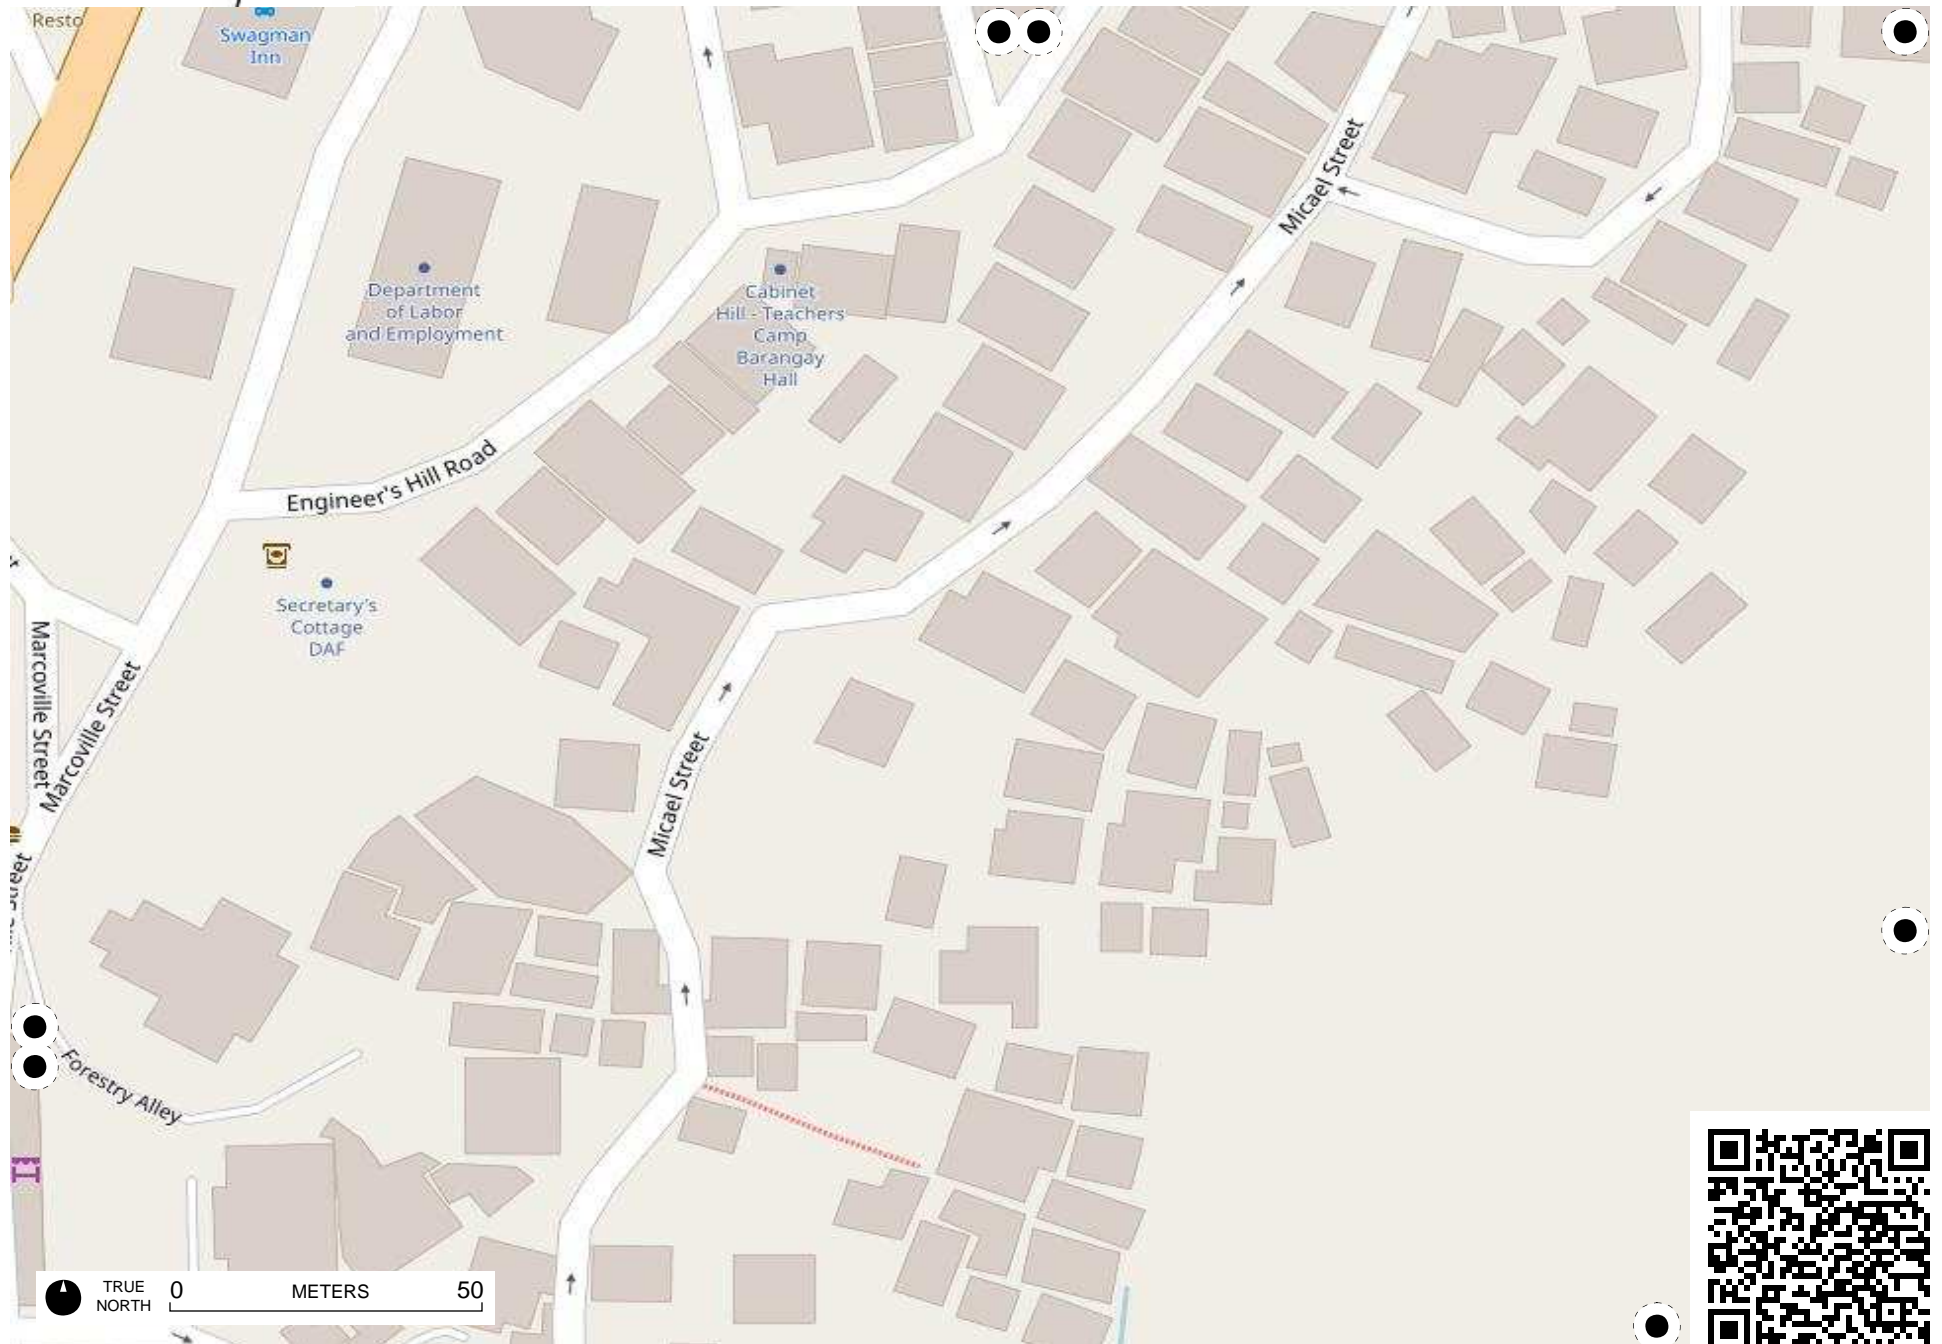 Resto
Swagman
Inn
Micael Street
Department
of Labor
and Employment
Cabinet
Hill - Teachers
Camp
Barangay
Hall
Engineer's Hill Road
Secretary's
Cottage
DAF
Marcoville Street
Marcoville Street
Micael Street
Forestry Alley
TRUE
NORTH
0
METERS
50